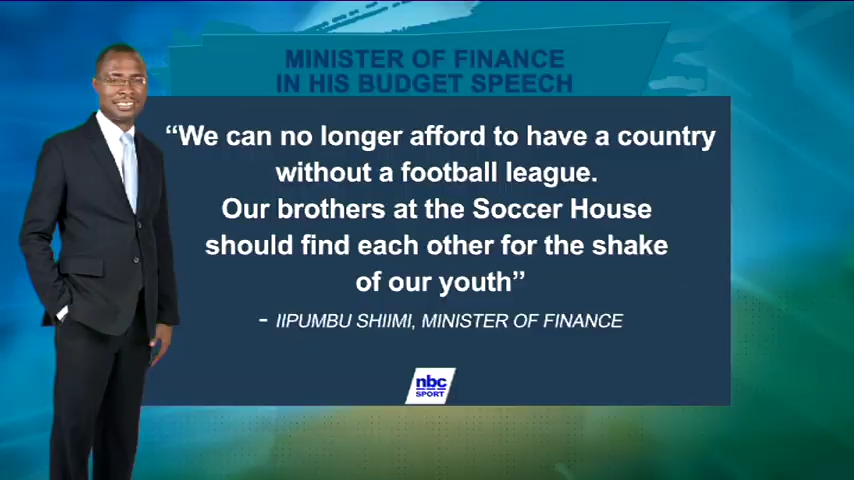 MINISTER OF FINANCE
IN HIS BUDGET SPEECH
“We can no longer afford to have a country
without a football league.
Our brothers at the Soccer House
should find each other for the shake
of our youth”
- IIPUMBU SHIIMI, MINISTER OF FINANCE
nbc
SPORT